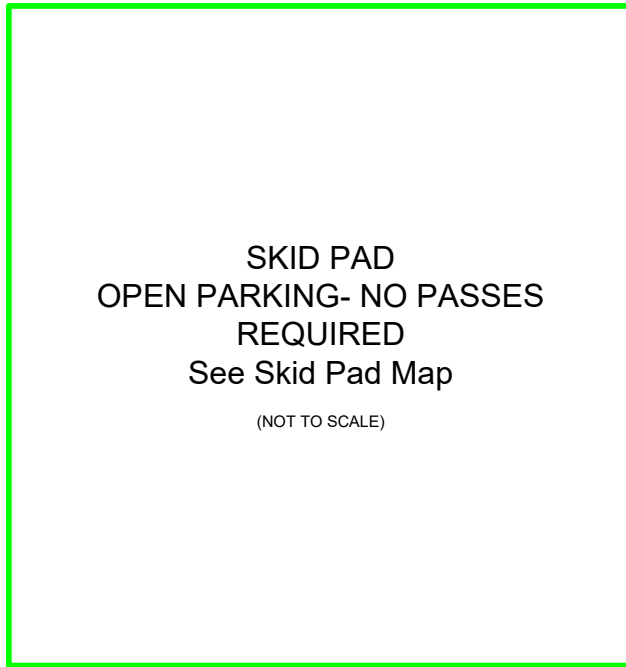 SKID PAD
OPEN PARKING- NO PASSES
REQUIRED
See Skid Pad Map
(NOT TO SCALE)